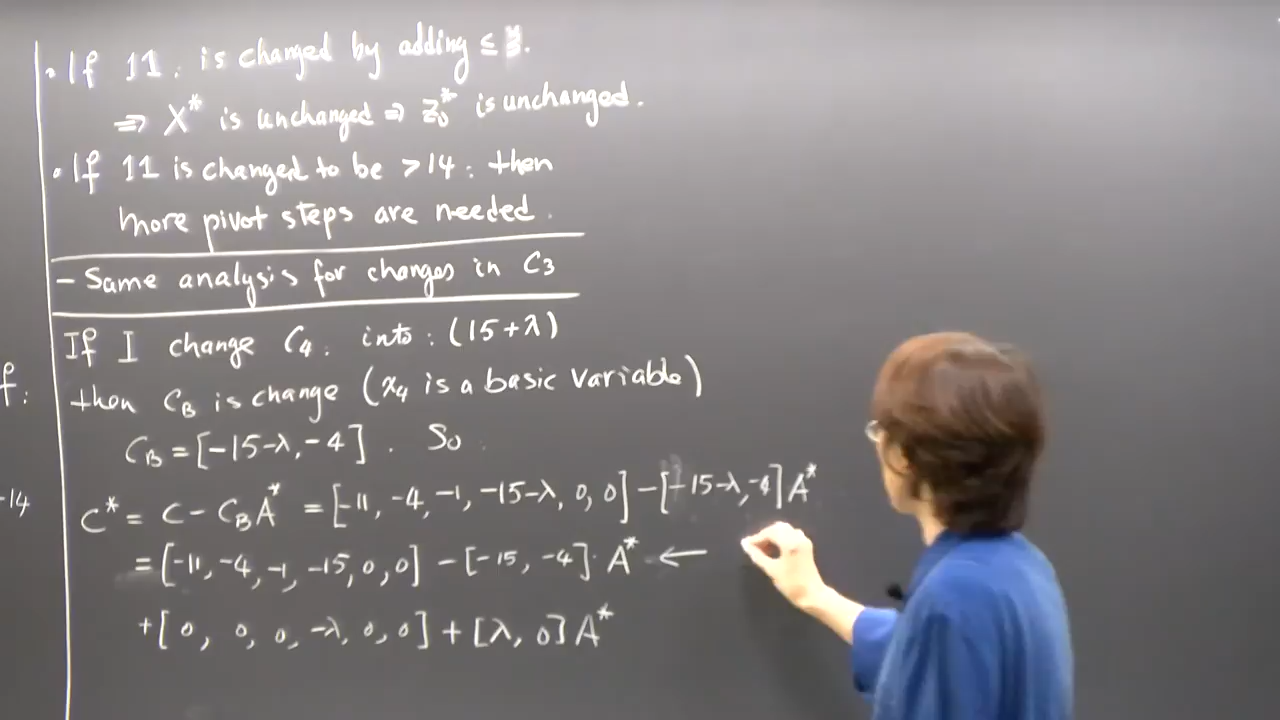 • If 11. is changed by adding ≤
⇒ X* is unchanged ⇒ Z₀* is unchanged.
• If 11 is changed to be >14. then
more pivot steps are needed.
- Same analysis for changes in C3
If I change C4. into: (15+λ)
f: then CB is change (x4 is a basic variable)
CB = [-15-λ, -4]. So
-14
C* = C - CBA* = [-11, -4, -1, -15-λ, 0, 0] - [-15-λ, -4] A*
= [-11, -4, -1, -15, 0, 0] - [-15, -4]. A* ←
+ [0, 0, 0, -λ, 0, 0] + [λ, 0] A*